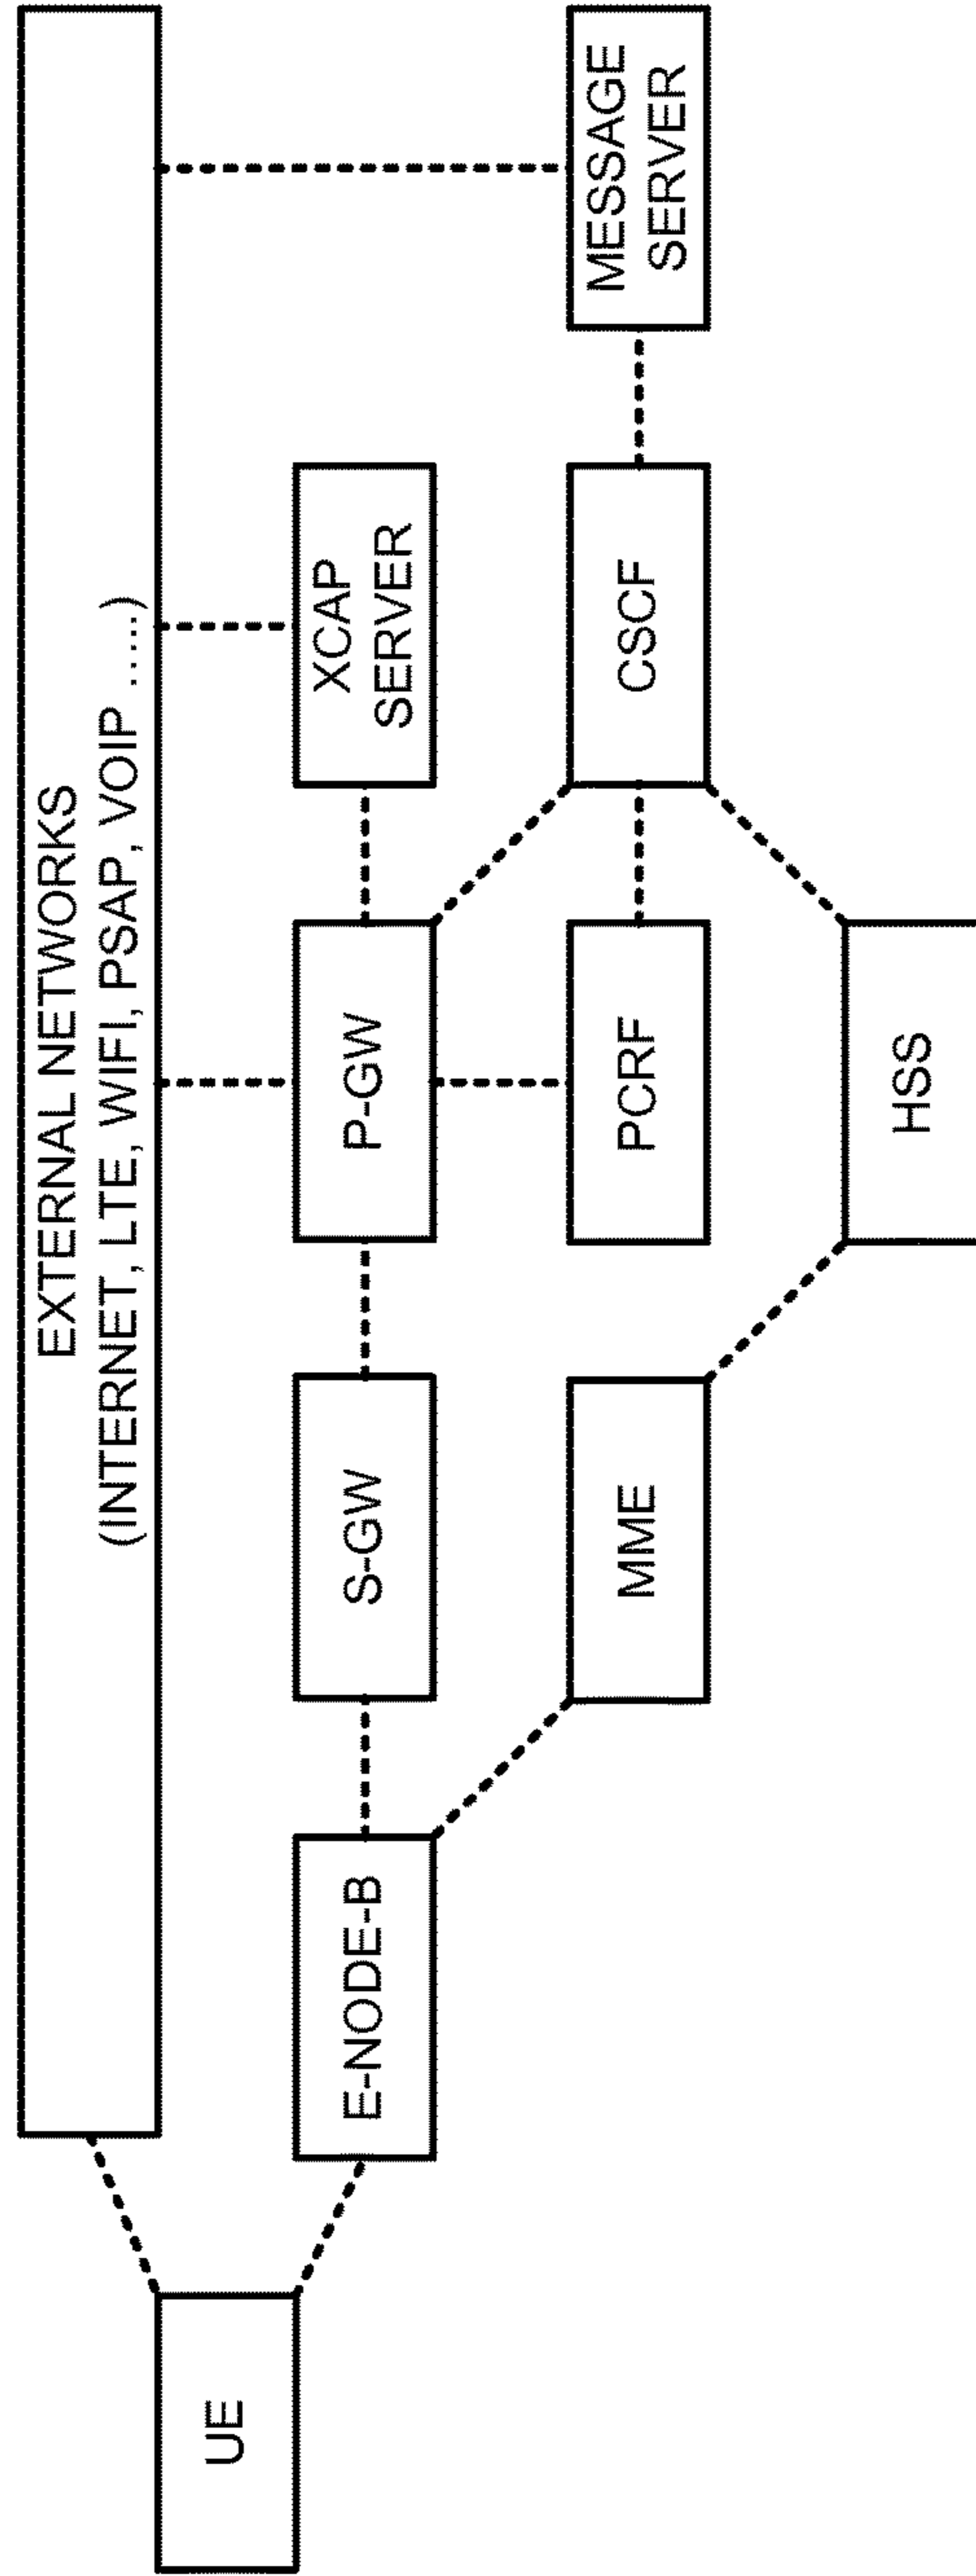 EXTERNAL NETWORKS
(INTERNET, LTE, WIFI, PSAP, VOIP .....)
UE
E-NODE-B
S-GW
P-GW
XCAP
SERVER
MME
PCRF
CSCF
MESSAGE
SERVER
HSS